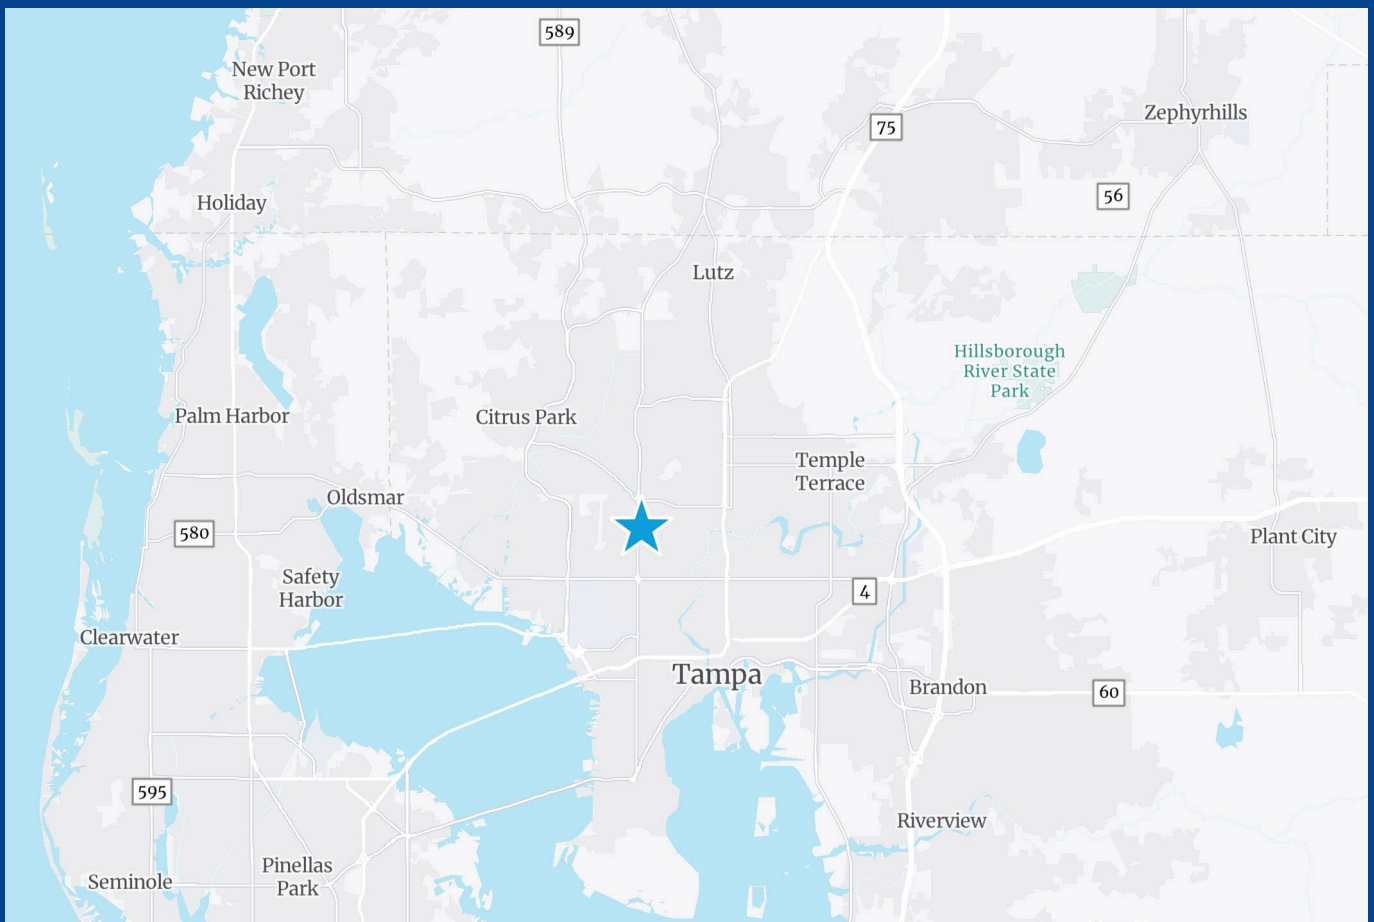 589
New Port
Richey
75
Zephyrhills
56
Holiday
Lutz
Hillsborough
River State
Park
Palm Harbor
Citrus Park
Temple
Terrace
Oldsmar
580
Plant City
Safety
Harbor
4
Clearwater
Tampa
Brandon
60
595
Riverview
Pinellas
Park
Seminole